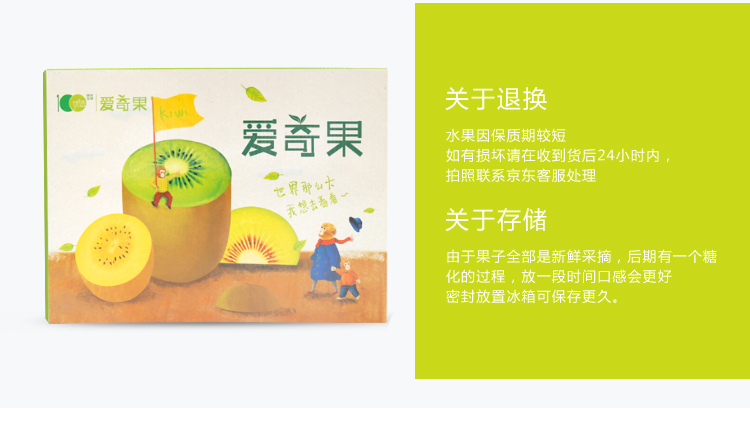 爱奇果
Kiwi
爱奇果
世界那么大
我想去看看~
关于退换
水果因保质期较短
如有损坏请在收到货后24小时内，
拍照联系京东客服处理
关于存储
由于果子全部是新鲜采摘，后期有一个糖
化的过程，放一段时间口感会更好
密封放置冰箱可保存更久。